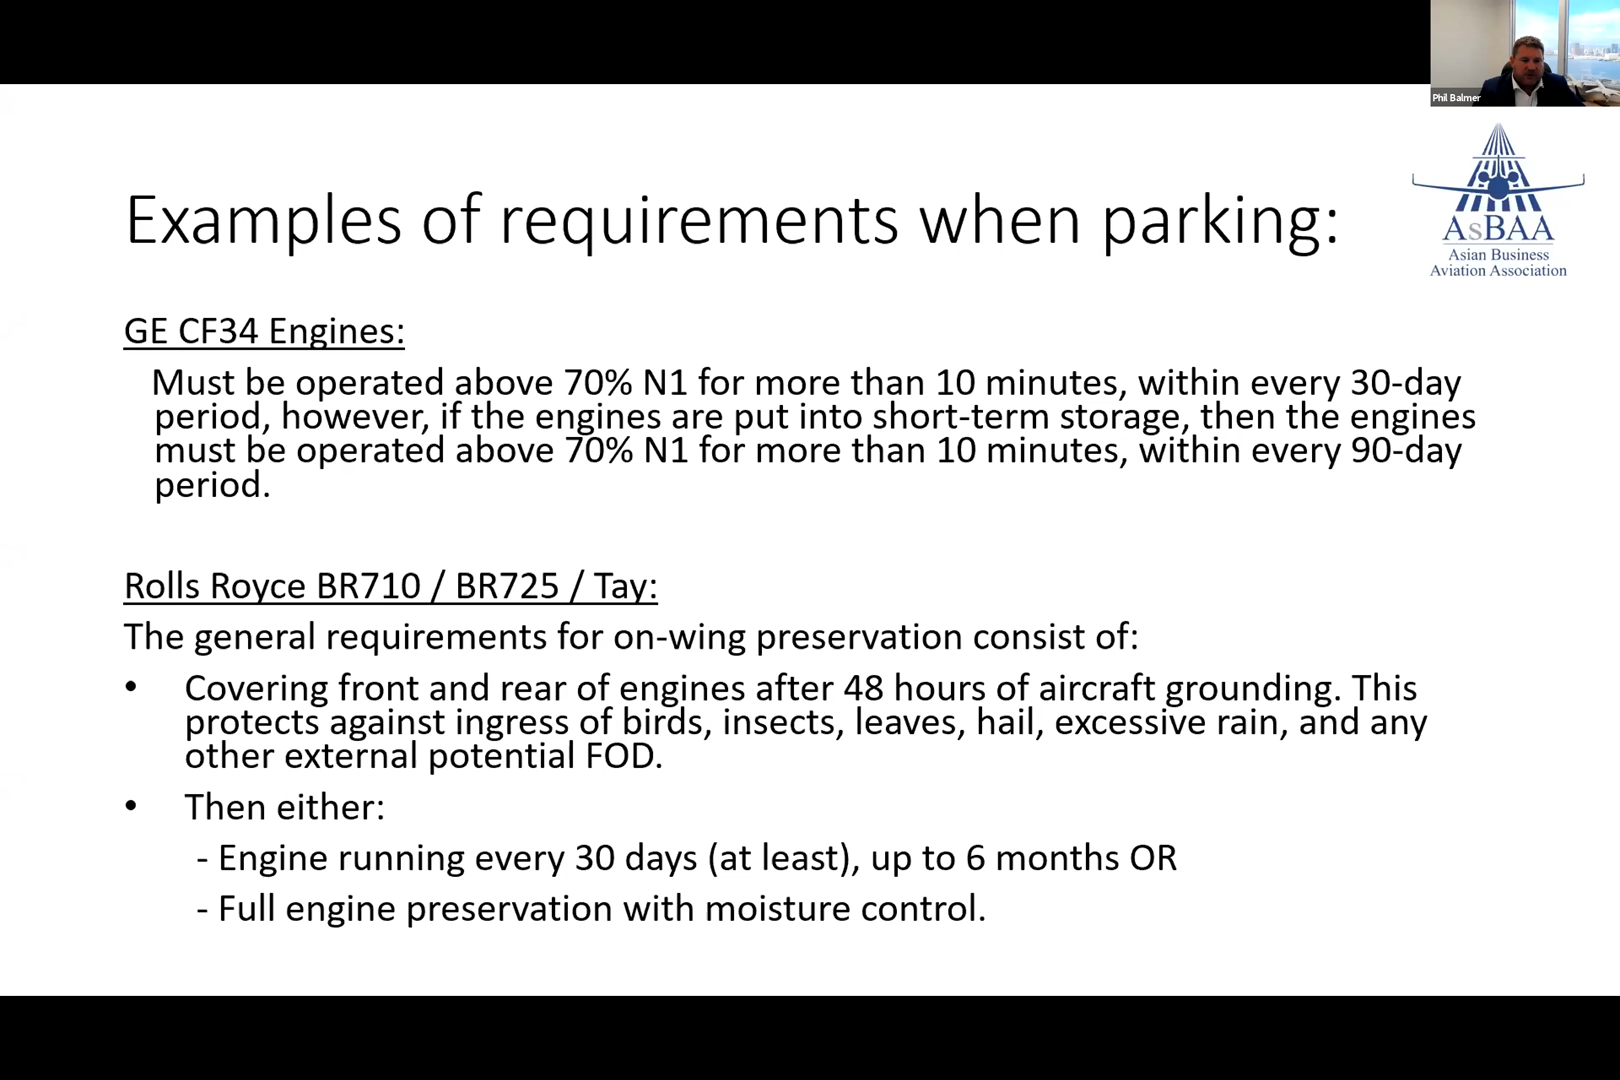 Phil Balmer
AsBAA
Asian Business
Aviation Association
Examples of requirements when parking:
GE CF34 Engines:
Must be operated above 70% N1 for more than 10 minutes, within every 30-day
period, however, if the engines are put into short-term storage, then the engines
must be operated above 70% N1 for more than 10 minutes, within every 90-day
period.
Rolls Royce BR710 / BR725 / Tay:
The general requirements for on-wing preservation consist of:
• Covering front and rear of engines after 48 hours of aircraft grounding. This
protects against ingress of birds, insects, leaves, hail, excessive rain, and any
other external potential FOD.
• Then either:
- Engine running every 30 days (at least), up to 6 months OR
- Full engine preservation with moisture control.